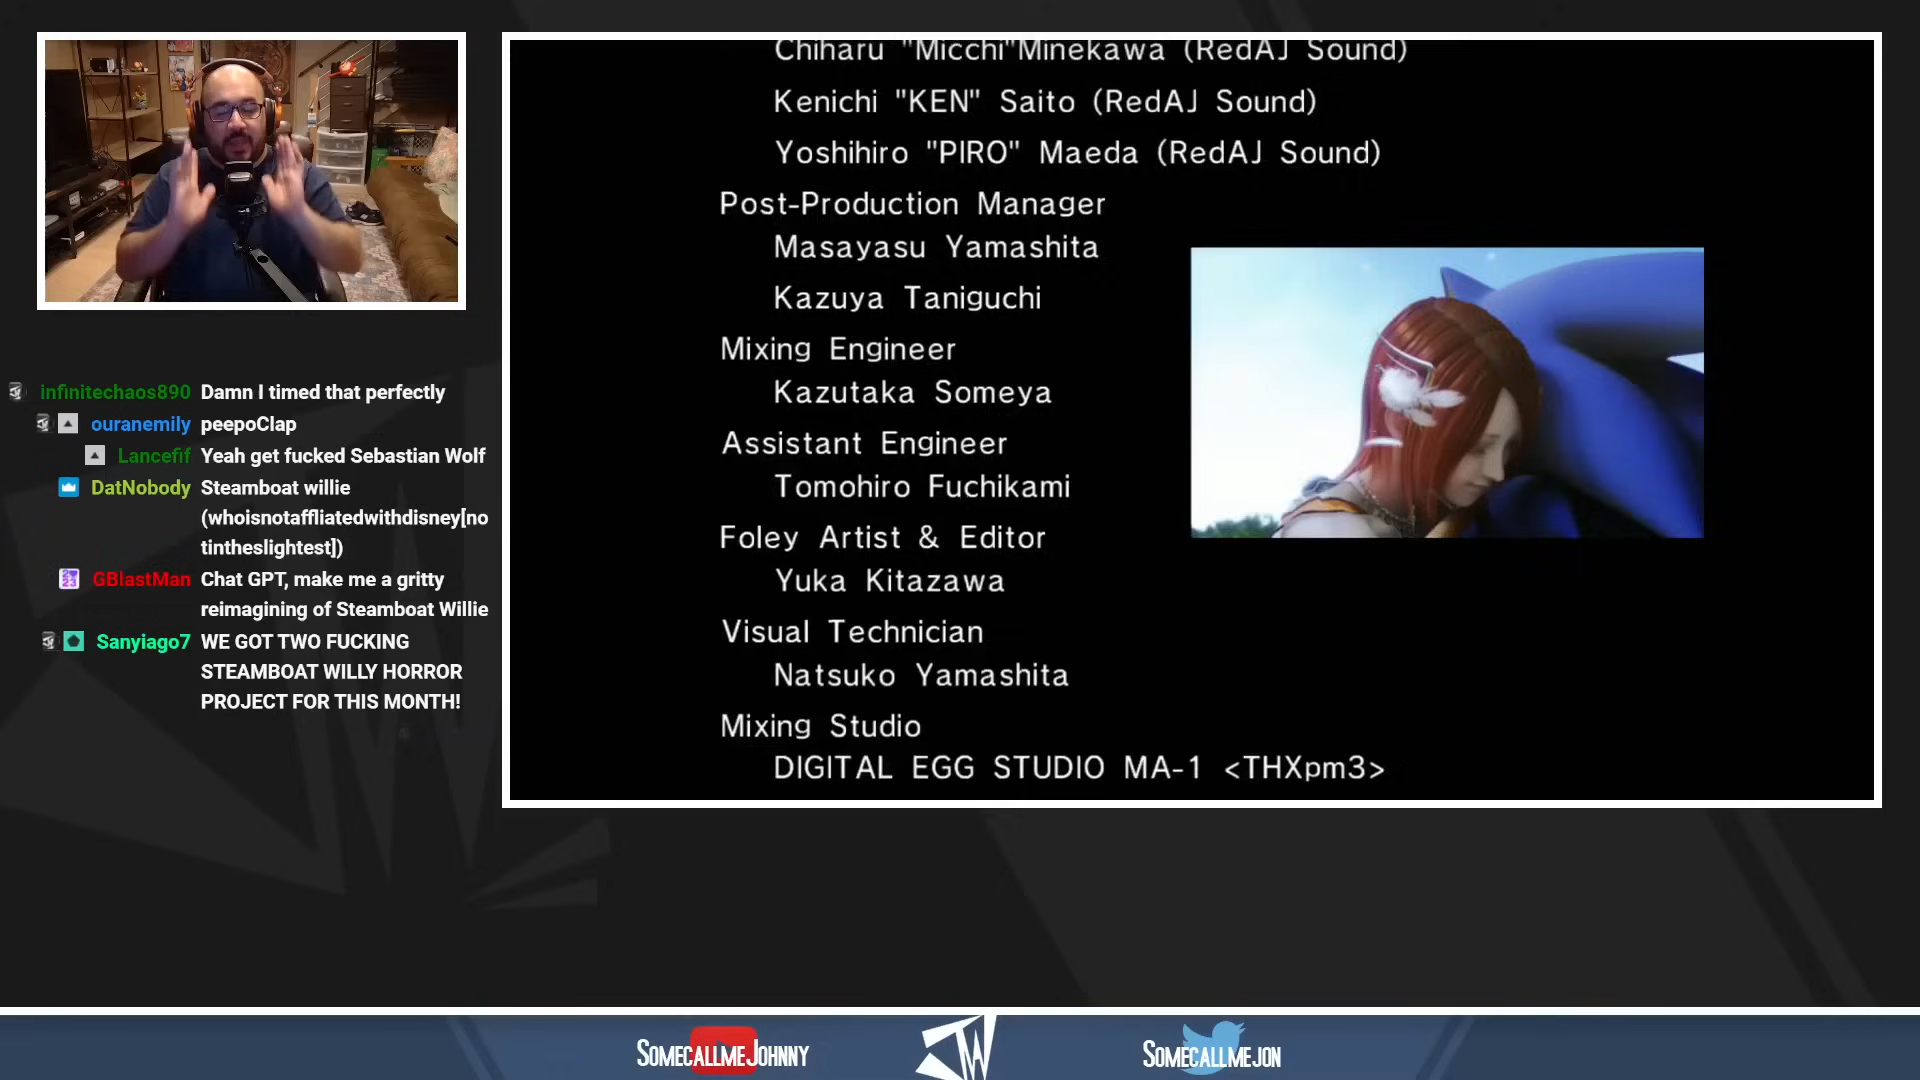 Chiharu "Micchi"Minekawa (RedAJ Sound)
Kenichi "KEN" Saito (RedAJ Sound)
Yoshihiro "PIRO" Maeda (RedAJ Sound)
Post-Production Manager
Masayasu Yamashita
Kazuya Taniguchi
Mixing Engineer
Kazutaka Someya
Assistant Engineer
Tomohiro Fuchikami
Foley Artist & Editor
Yuka Kitazawa
Visual Technician
Natsuko Yamashita
Mixing Studio
DIGITAL EGG STUDIO MA-1 <THXpm3>
infinitechaos890 Damn I timed that perfectly
ouranemily peepoClap
Lancefif Yeah get fucked Sebastian Wolf
DatNobody Steamboat willie
(whoisnotaffliatedwithdisney[no
tintheslightest])
GBlastMan Chat GPT, make me a gritty
reimagining of Steamboat Willie
Sanyiago7 WE GOT TWO FUCKING
STEAMBOAT WILLY HORROR
PROJECT FOR THIS MONTH!
SOMECALLMEJOHNNY
SOMECALLMEJON